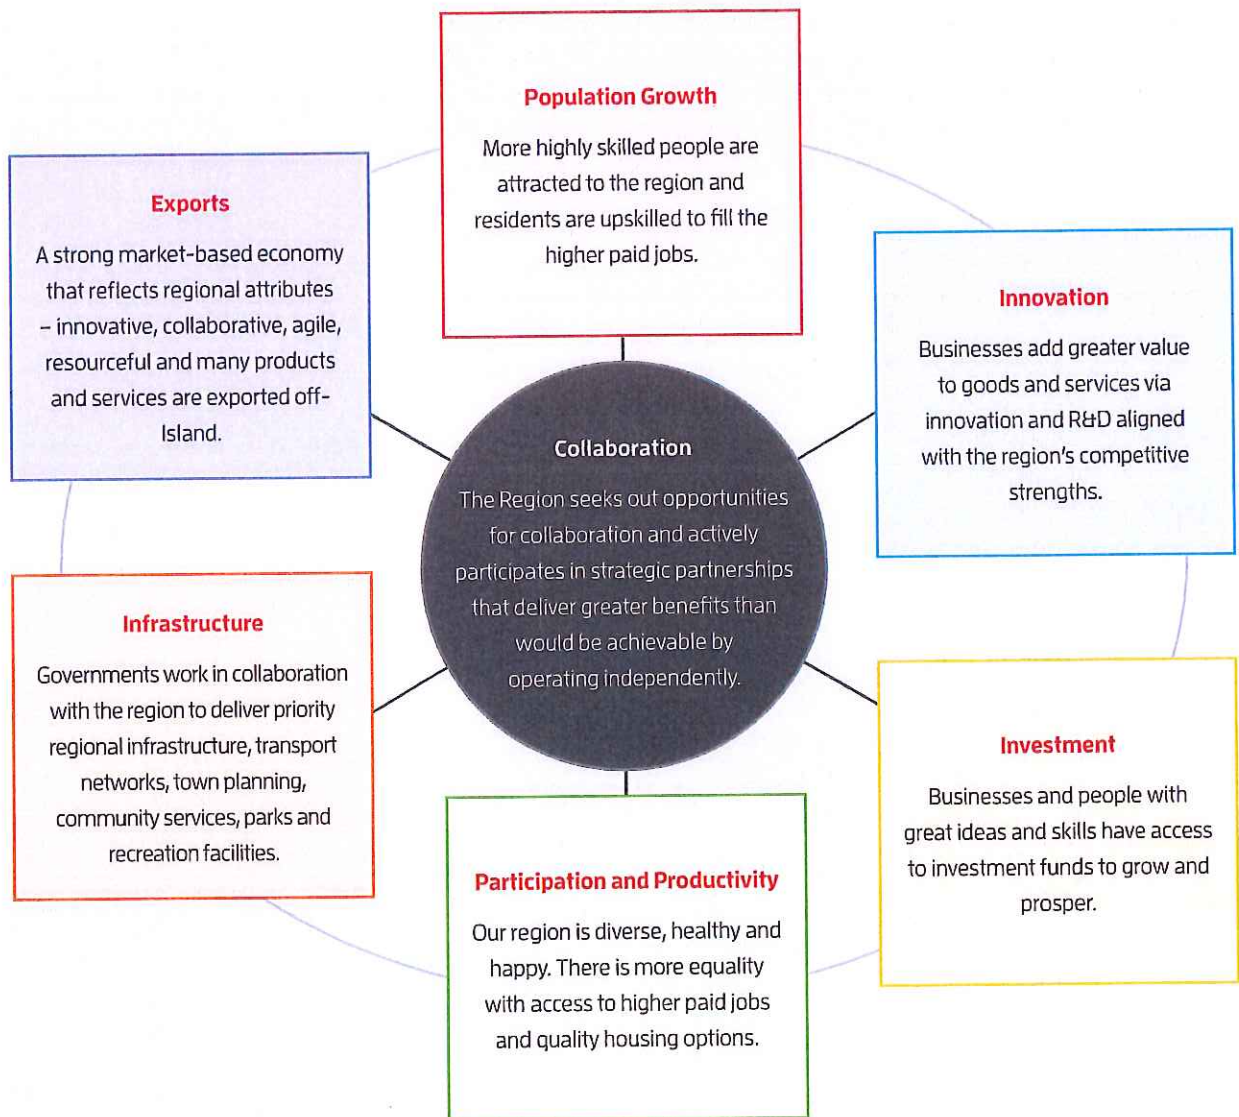 Population Growth
More highly skilled people are
attracted to the region and
residents are upskilled to fill the
higher paid jobs.
Exports
A strong market-based economy
that reflects regional attributes
– innovative, collaborative, agile,
resourceful and many products
and services are exported off-
Island.
Innovation
Businesses add greater value
to goods and services via
innovation and R&D aligned
with the region's competitive
strengths.
Collaboration
The Region seeks out opportunities
for collaboration and actively
participates in strategic partnerships
that deliver greater benefits than
would be achievable by
operating independently.
Infrastructure
Governments work in collaboration
with the region to deliver priority
regional infrastructure, transport
networks, town planning,
community services, parks and
recreation facilities.
Investment
Businesses and people with
great ideas and skills have access
to investment funds to grow and
prosper.
Participation and Productivity
Our region is diverse, healthy and
happy. There is more equality
with access to higher paid jobs
and quality housing options.